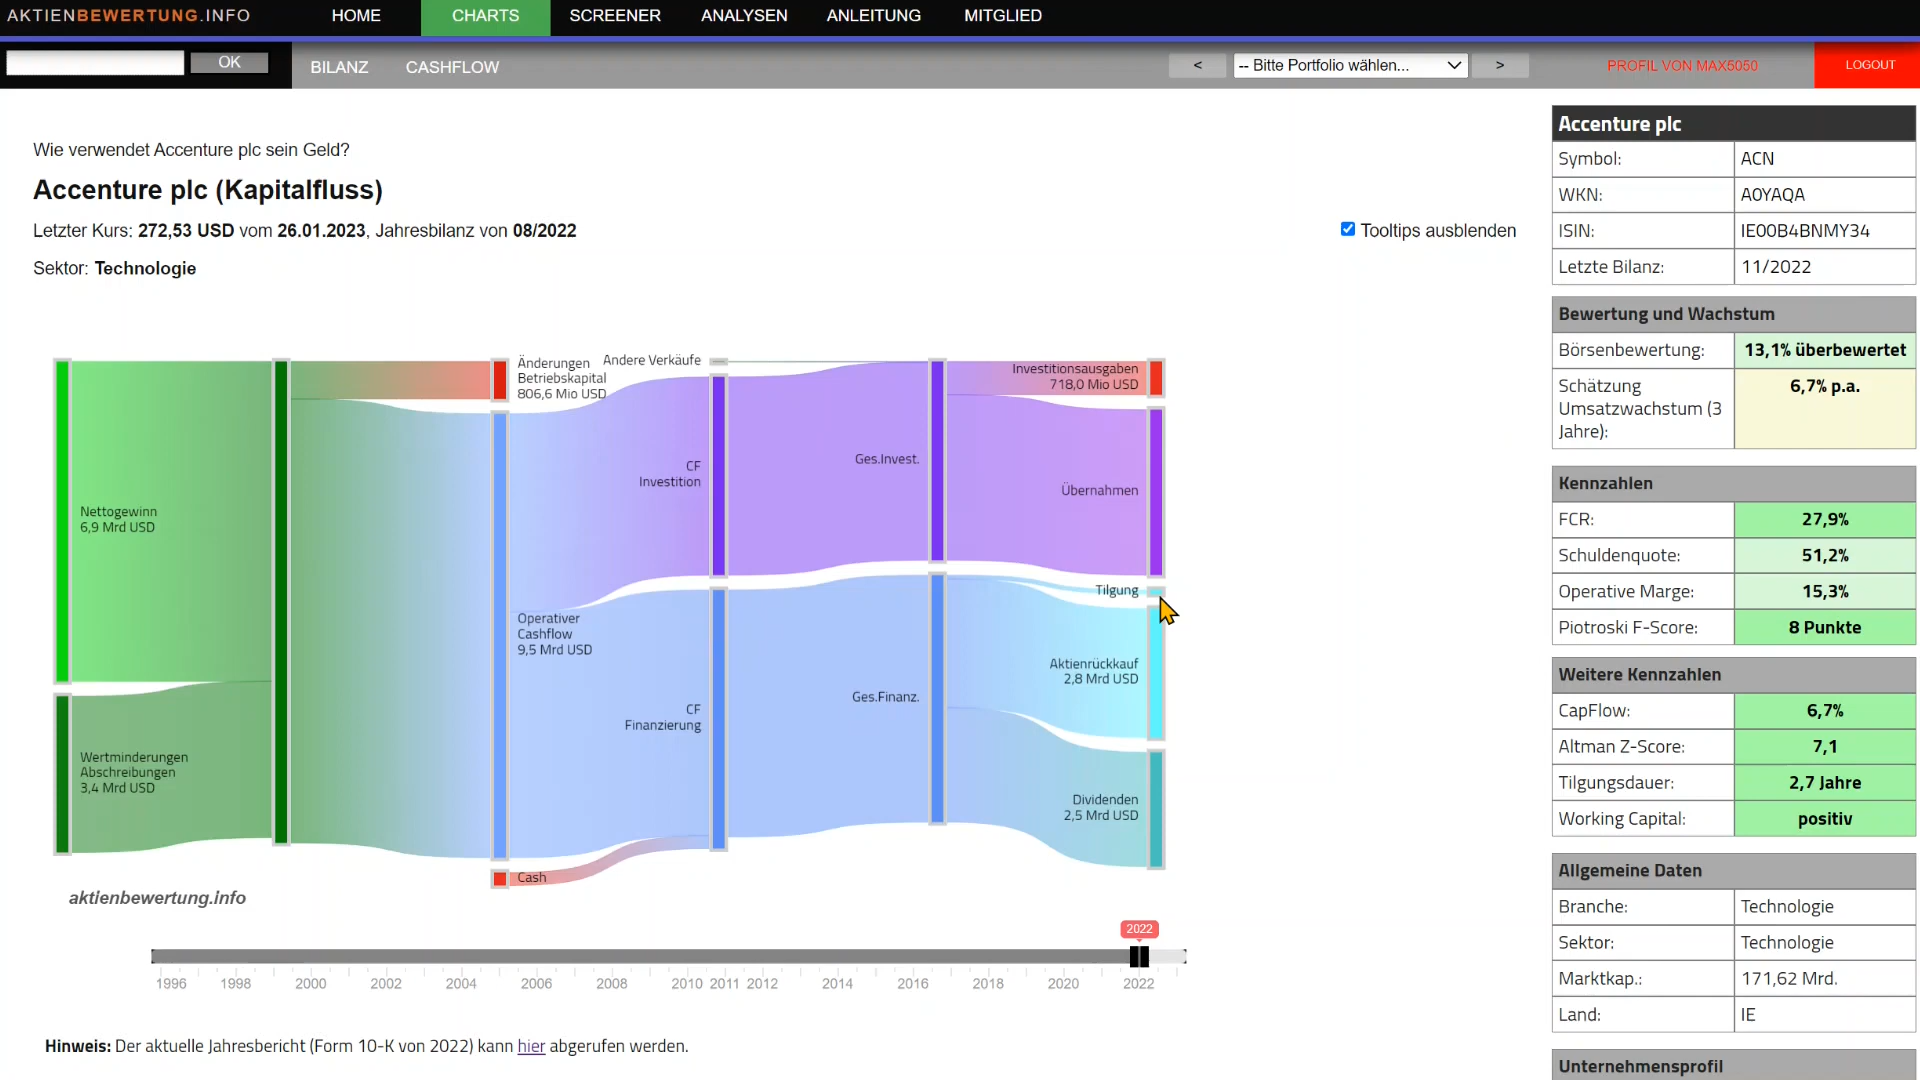 AKTIENBEWERTUNG.INFO
HOME
CHARTS
SCREENER
ANALYSEN
ANLEITUNG
MITGLIED
OK
BILANZ
CASHFLOW
<
-- Bitte Portfolio wählen...
>
PROFIL VON MAX5050
LOGOUT
Wie verwendet Accenture plc sein Geld?
Accenture plc (Kapitalfluss)
Letzter Kurs: 272,53 USD vom 26.01.2023, Jahresbilanz von 08/2022
Tooltips ausblenden
Sektor: Technologie
Nettogewinn
6,9 Mrd USD
Wertminderungen
Abschreibungen
3,4 Mrd USD
Änderungen
Betriebskapital
806,6 Mio USD
Operativer
Cashflow
9,5 Mrd USD
Cash
Andere Verkäufe
CF
Investition
CF
Finanzierung
Ges.Invest.
Ges.Finanz.
Investitionsausgaben
718,0 Mio USD
Übernahmen
Tilgung
Aktienrückkauf
2,8 Mrd USD
Dividenden
2,5 Mrd USD
aktienbewertung.info
2022
1996 1998 2000 2002 2004 2006 2008 2010 2011 2012 2014 2016 2018 2020 2022
Hinweis: Der aktuelle Jahresbericht (Form 10-K von 2022) kann hier abgerufen werden.
Accenture plc
Symbol: ACN
WKN: A0YAQA
ISIN: IE00B4BNMY34
Letzte Bilanz: 11/2022
Bewertung und Wachstum
Börsenbewertung: 13,1% überbewertet
Schätzung 6,7% p.a.
Umsatzwachstum (3
Jahre):
Kennzahlen
FCR: 27,9%
Schuldenquote: 51,2%
Operative Marge: 15,3%
Piotroski F-Score: 8 Punkte
Weitere Kennzahlen
CapFlow: 6,7%
Altman Z-Score: 7,1
Tilgungsdauer: 2,7 Jahre
Working Capital: positiv
Allgemeine Daten
Branche: Technologie
Sektor: Technologie
Marktkap.: 171,62 Mrd.
Land: IE
Unternehmensprofil